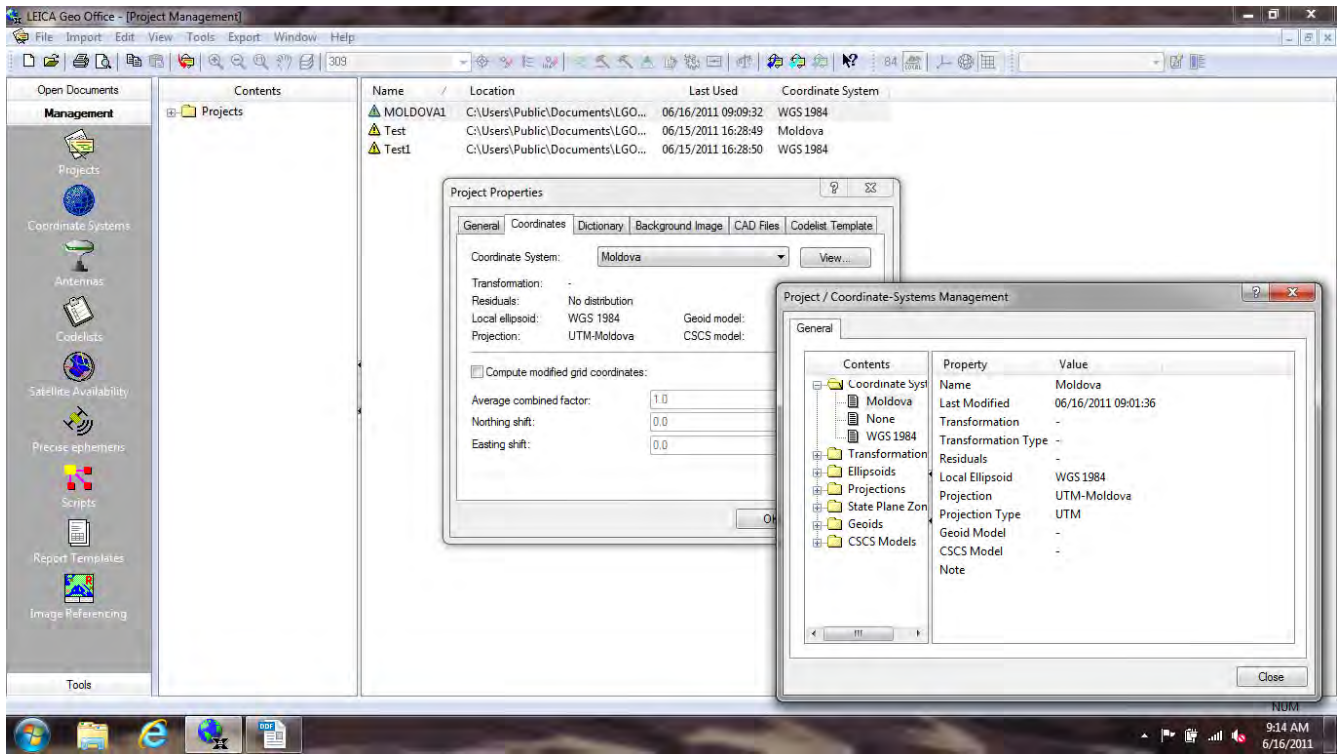 LEICA Geo Office - [Project Management]
File Import Edit View Tools Export Window Help
309
84
Open Documents
Management
Projects
Coordinate Systems
Antennas
Codelists
Satellite Availability
Precise ephemeris
Scripts
Report Templates
Image Referencing
Tools
Contents
Projects
Name / Location Last Used Coordinate System
MOLDOVA1 C:\Users\Public\Documents\LGO... 06/16/2011 09:09:32 WGS 1984
Test C:\Users\Public\Documents\LGO... 06/15/2011 16:28:49 Moldova
Test1 C:\Users\Public\Documents\LGO... 06/15/2011 16:28:50 WGS 1984
Project Properties
General Coordinates Dictionary Background Image CAD Files Codelist Template
Coordinate System: Moldova View...
Transformation: -
Residuals: No distribution
Local ellipsoid: WGS 1984 Geoid model:
Projection: UTM-Moldova CSCS model:
Compute modified grid coordinates:
Average combined factor: 1.0
Northing shift: 0.0
Easting shift: 0.0
OK
Project / Coordinate-Systems Management
General
Contents
Coordinate Syst
Moldova
None
WGS 1984
Transformation
Ellipsoids
Projections
State Plane Zon
Geoids
CSCS Models
Property Value
Name Moldova
Last Modified 06/16/2011 09:01:36
Transformation -
Transformation Type -
Residuals -
Local Ellipsoid WGS 1984
Projection UTM-Moldova
Projection Type UTM
Geoid Model -
CSCS Model -
Note
Close
NUM
ODF
9:14 AM
6/16/2011